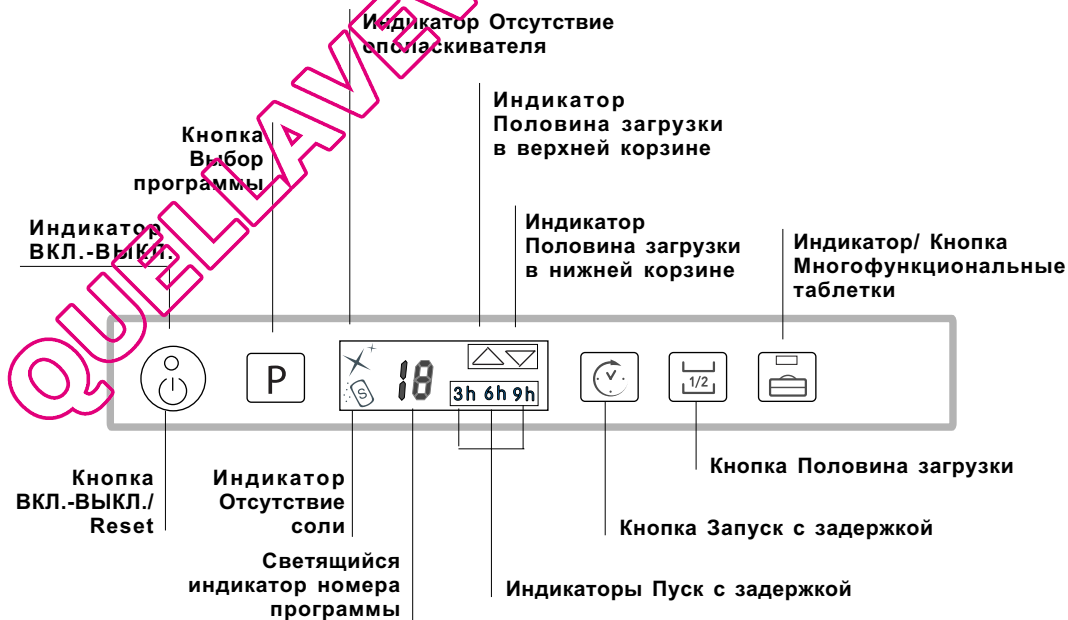 Индикатор Отсутствие
ополаскивателя
Индикатор
Половина загрузки
в верхней корзине
Кнопка
Выбор
программы
Индикатор
ВКЛ.-ВЫКЛ.
Индикатор
Половина загрузки
в нижней корзине
Индикатор/ Кнопка
Многофункциональные
таблетки
P
S
18
3h 6h 9h
1/2
Кнопка
ВКЛ.-ВЫКЛ./
Reset
Индикатор
Отсутствие
соли
Светящийся
индикатор номера
программы
Индикаторы Пуск с задержкой
Кнопка Запуск с задержкой
Кнопка Половина загрузки
QUELLAVE